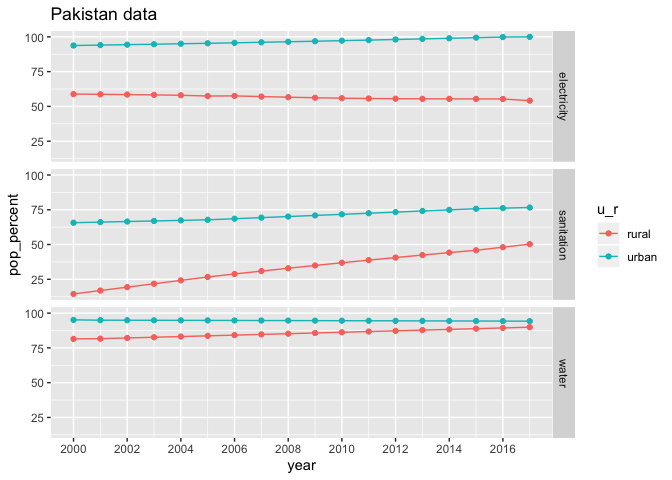 Pakistan data
100
75
50
25
electricity
100
75
50
25
sanitation
100
75
50
25
water
pop_percent
2000 2002 2004 2006 2008 2010 2012 2014 2016
year
u_r
rural
urban